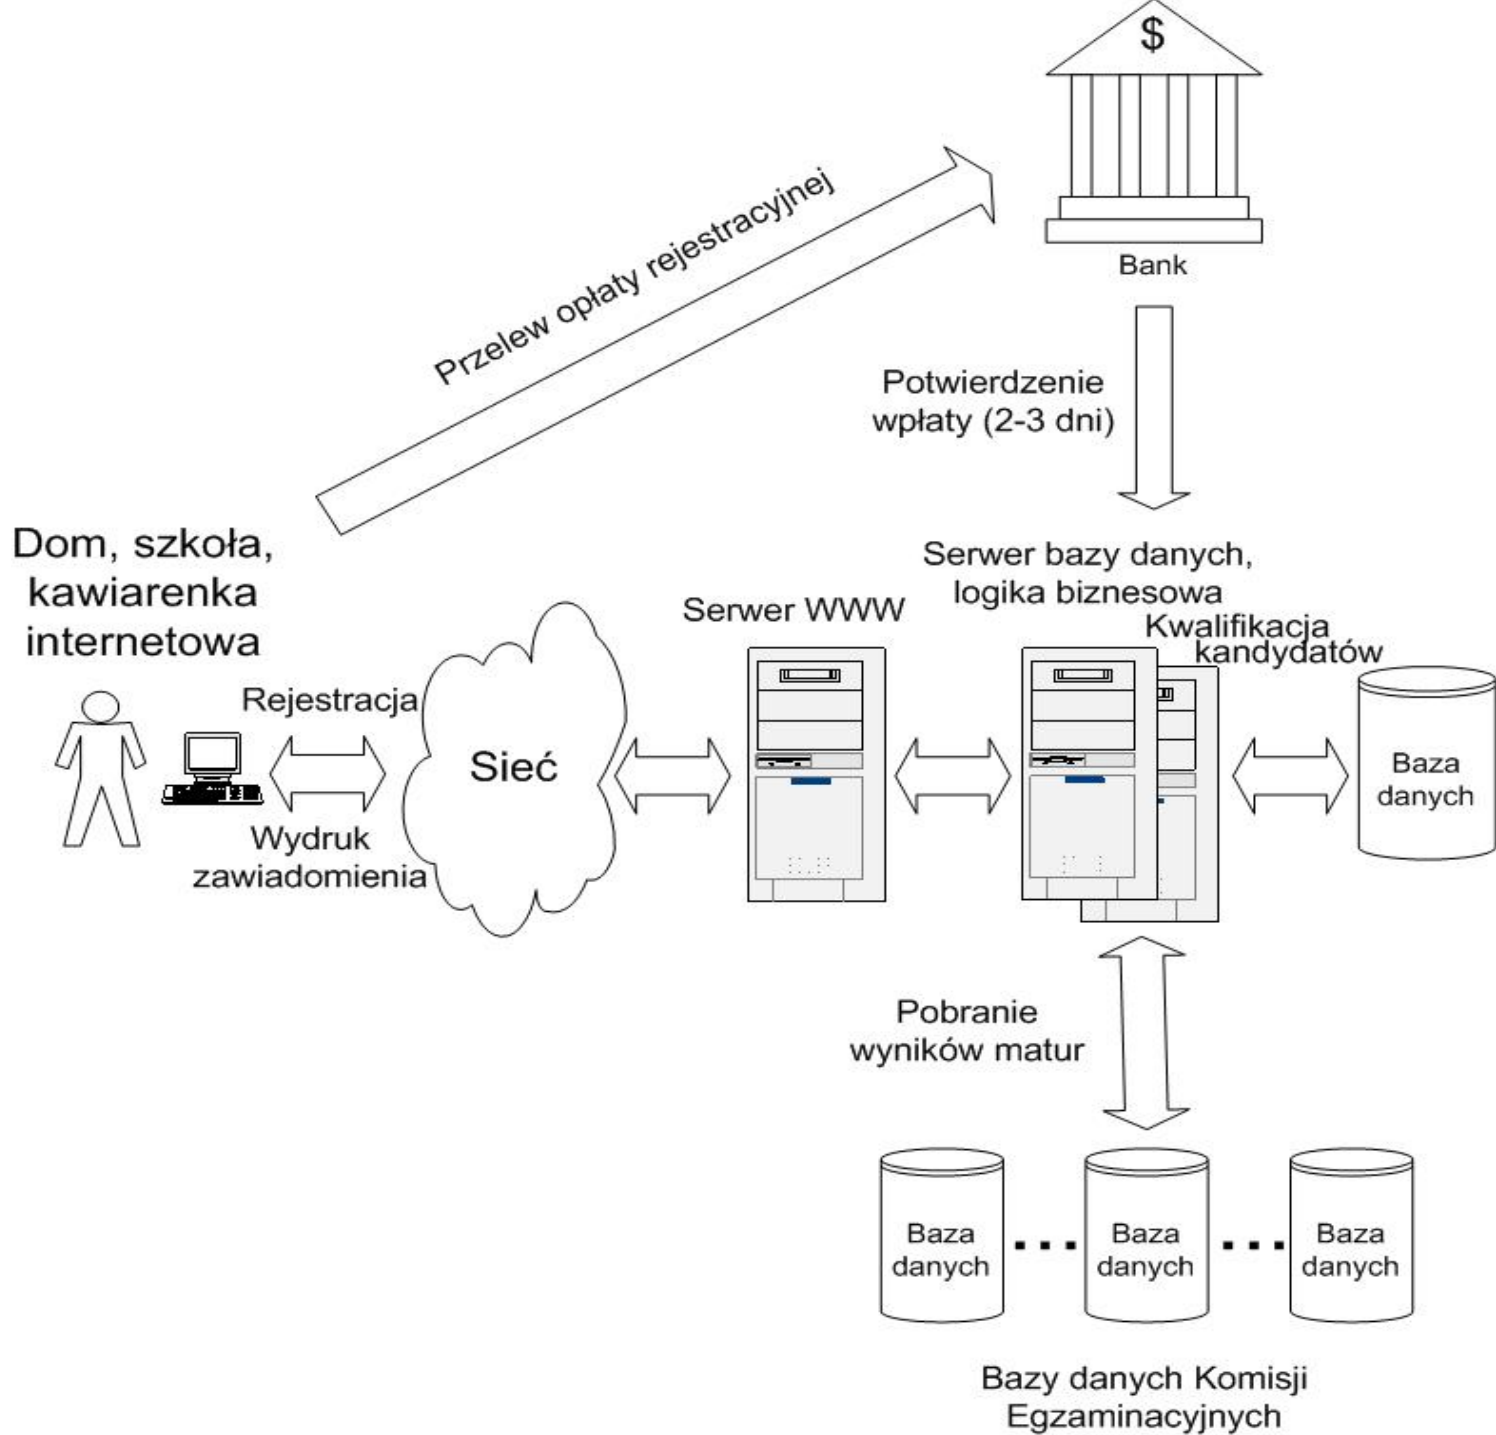 $
Bank
Przelew opłaty rejestracyjnej
Potwierdzenie
wpłaty (2-3 dni)
Dom, szkoła,
kawiarenka
internetowa
Serwer bazy danych,
logika biznesowa
Serwer WWW
Kwalifikacja
kandydatów
Rejestracja
Sieć
Baza
danych
Wydruk
zawiadomienia
Pobranie
wyników matur
Baza
danych
...
Baza
danych
...
Baza
danych
Bazy danych Komisji
Egzaminacyjnych